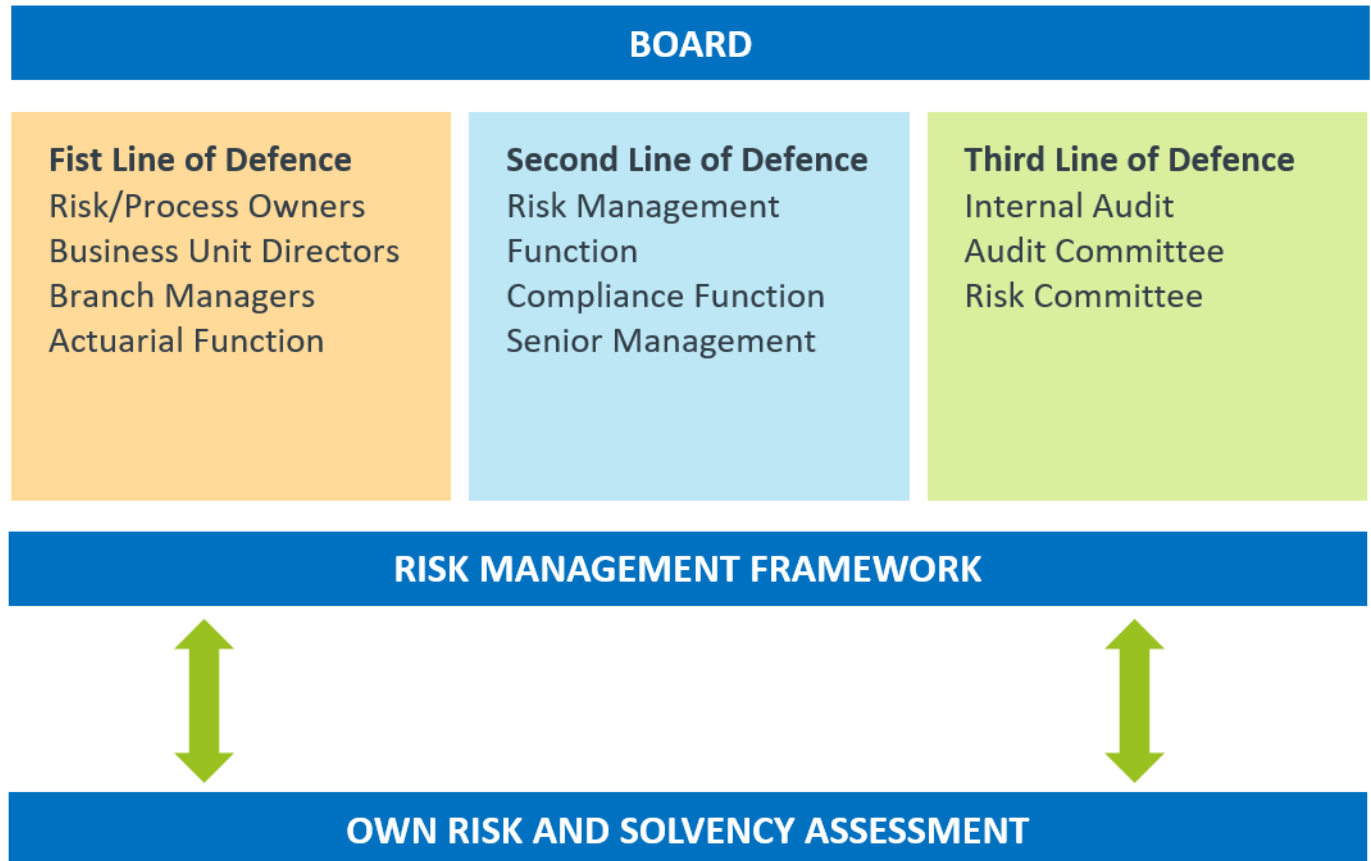 BOARD
Fist Line of Defence
Risk/Process Owners
Business Unit Directors
Branch Managers
Actuarial Function
Second Line of Defence
Risk Management
Function
Compliance Function
Senior Management
Third Line of Defence
Internal Audit
Audit Committee
Risk Committee
RISK MANAGEMENT FRAMEWORK
OWN RISK AND SOLVENCY ASSESSMENT